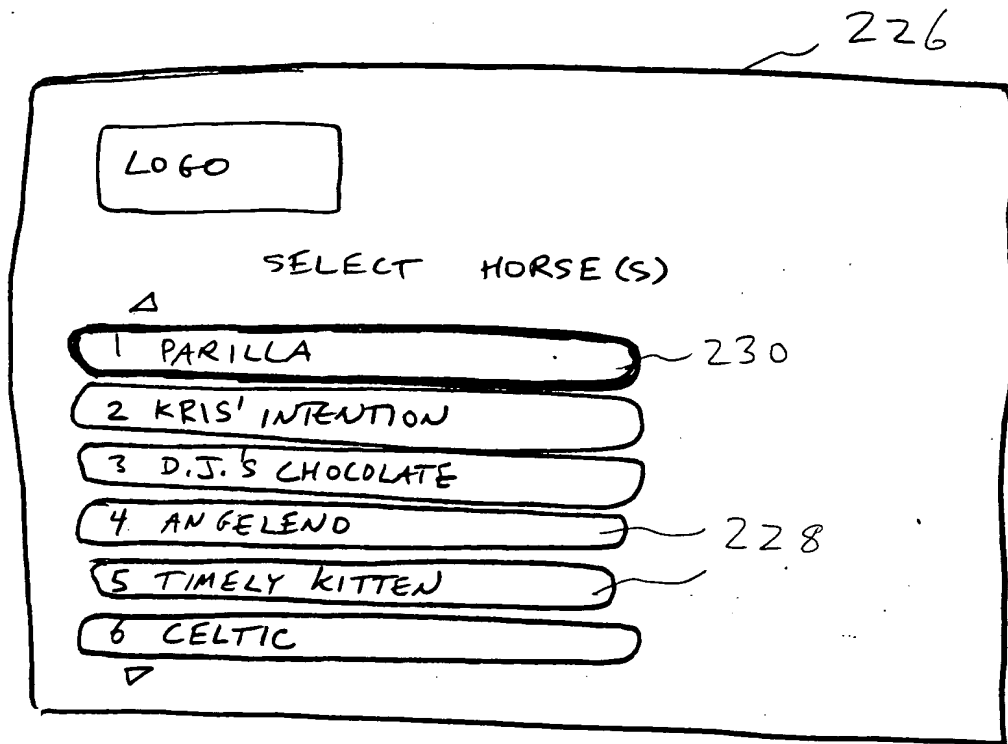 226
LOGO
SELECT HORSE(S)
1 PARILLA
230
2 KRIS' INTENTION
3 D.J.'S CHOCOLATE
4 ANGELENO
228
5 TIMELY KITTEN
6 CELTIC